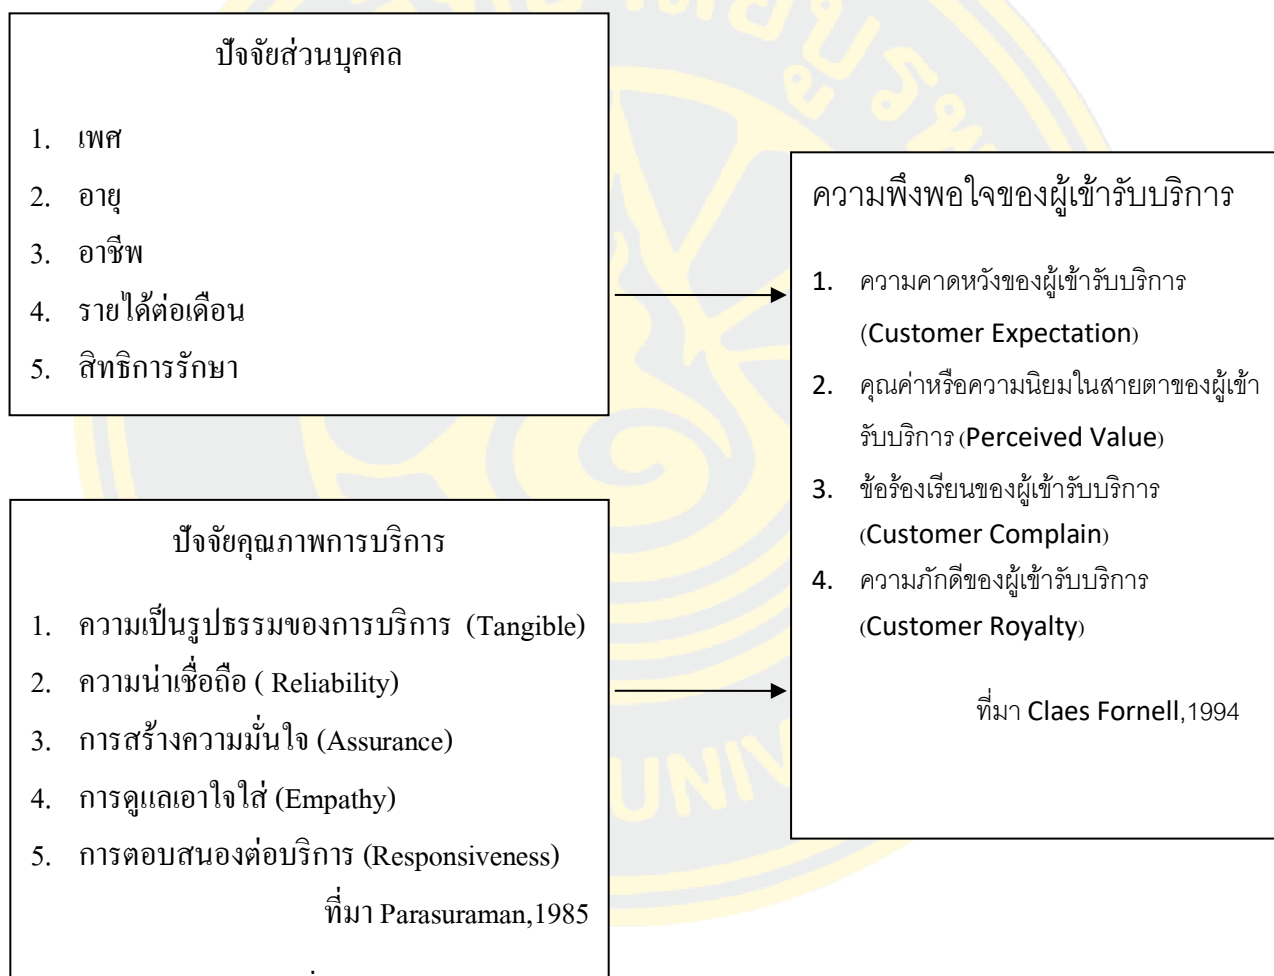 ปัจจัยส่วนบุคคล
1. เพศ
2. อายุ
3. อาชีพ
4. รายได้ต่อเดือน
5. สิทธิการรักษา
ปัจจัยคุณภาพการบริการ
1. ความเป็นรูปธรรมของการบริการ (Tangible)
2. ความน่าเชื่อถือ ( Reliability)
3. การสร้างความมั่นใจ (Assurance)
4. การดูแลเอาใจใส่ (Empathy)
5. การตอบสนองต่อบริการ (Responsiveness)
ที่มา Parasuraman,1985
ความพึงพอใจของผู้เข้ารับบริการ
1. ความคาดหวังของผู้เข้ารับบริการ
(Customer Expectation)
2. คุณค่าหรือความนิยมในสายตาของผู้เข้า
รับบริการ (Perceived Value)
3. ข้อร้องเรียนของผู้เข้ารับบริการ
(Customer Complain)
4. ความภักดีของผู้เข้ารับบริการ
(Customer Royalty)
ที่มา Claes Fornell,1994